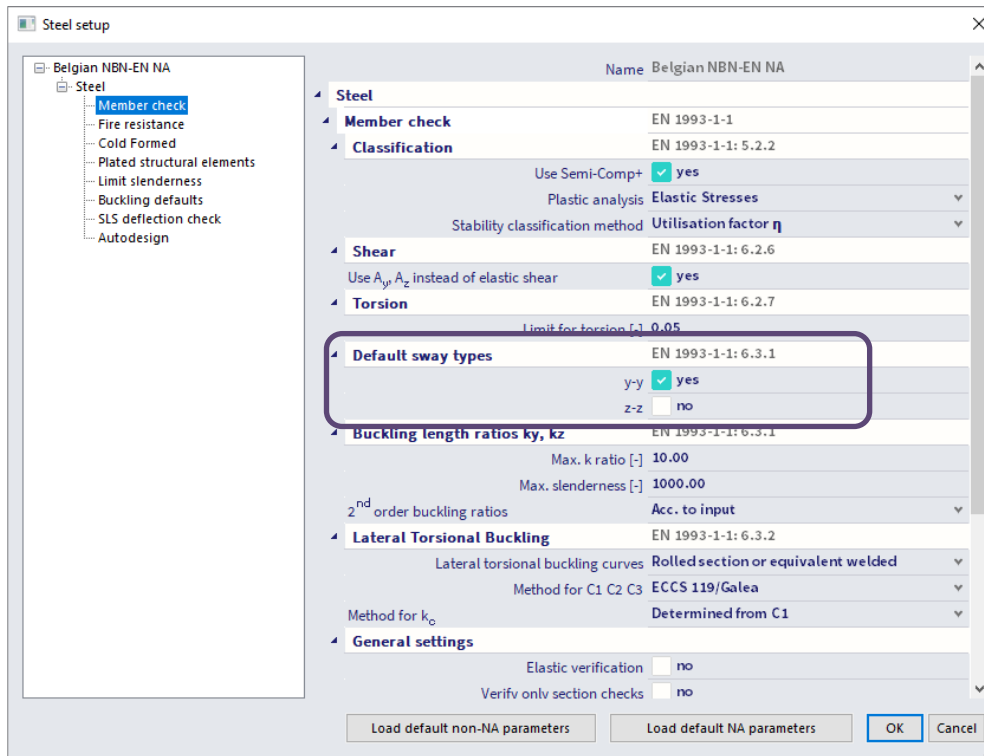 Steel setup
Belgian NBN-EN NA
Steel
Member check
Fire resistance
Cold Formed
Plated structural elements
Limit slenderness
Buckling defaults
SLS deflection check
Autodesign
Name Belgian NBN-EN NA
Steel
Member check EN 1993-1-1
Classification EN 1993-1-1: 5.2.2
Use Semi-Comp+ yes
Plastic analysis Elastic Stresses
Stability classification method Utilisation factor η
Shear EN 1993-1-1: 6.2.6
Use Ay, Az instead of elastic shear yes
Torsion EN 1993-1-1: 6.2.7
Limit for torsion [-] 0.05
Default sway types EN 1993-1-1: 6.3.1
y-y yes
z-z no
Buckling length ratios ky, kz EN 1993-1-1: 6.3.1
Max. k ratio [-] 10.00
Max. slenderness [-] 1000.00
2nd order buckling ratios Acc. to input
Lateral Torsional Buckling EN 1993-1-1: 6.3.2
Lateral torsional buckling curves Rolled section or equivalent welded
Method for C1 C2 C3 ECCS 119/Galea
Method for kc Determined from C1
General settings
Elastic verification no
Verify only section checks no
Load default non-NA parameters Load default NA parameters OK Cancel